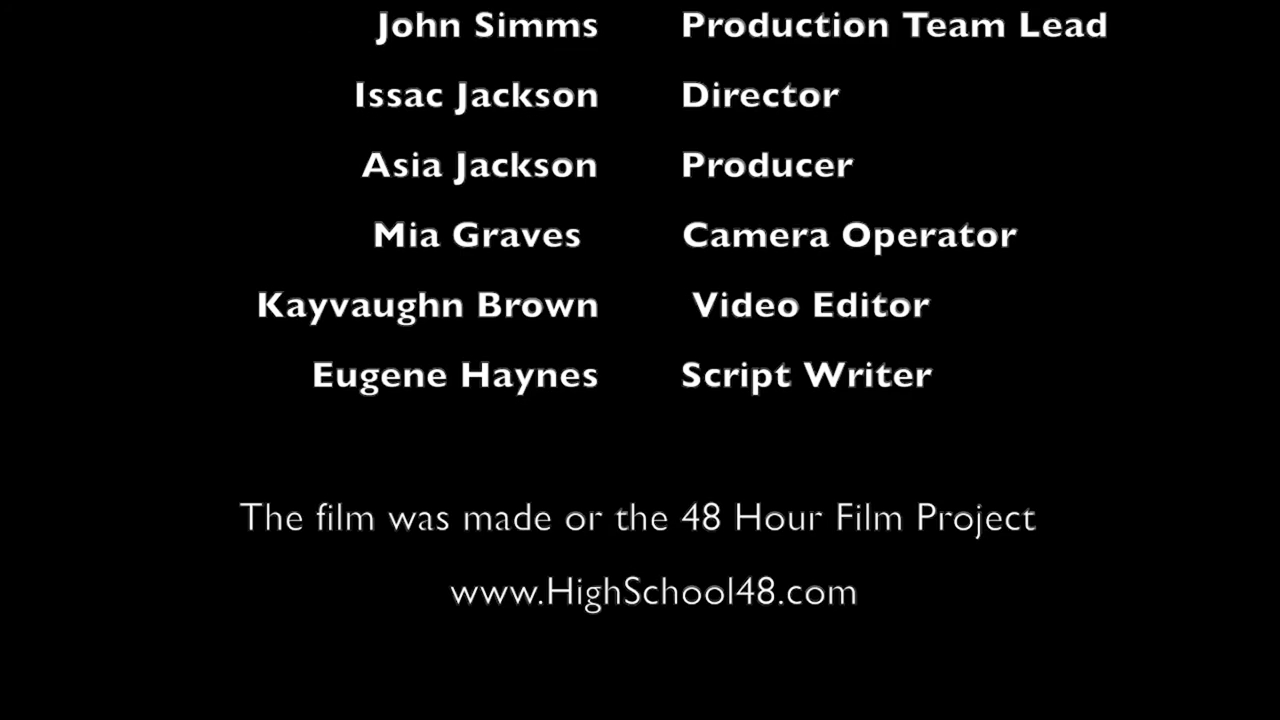 John Simms Production Team Lead
Issac Jackson Director
Asia Jackson Producer
Mia Graves Camera Operator
Kayvaughn Brown Video Editor
Eugene Haynes Script Writer
The film was made or the 48 Hour Film Project
www.HighSchool48.com